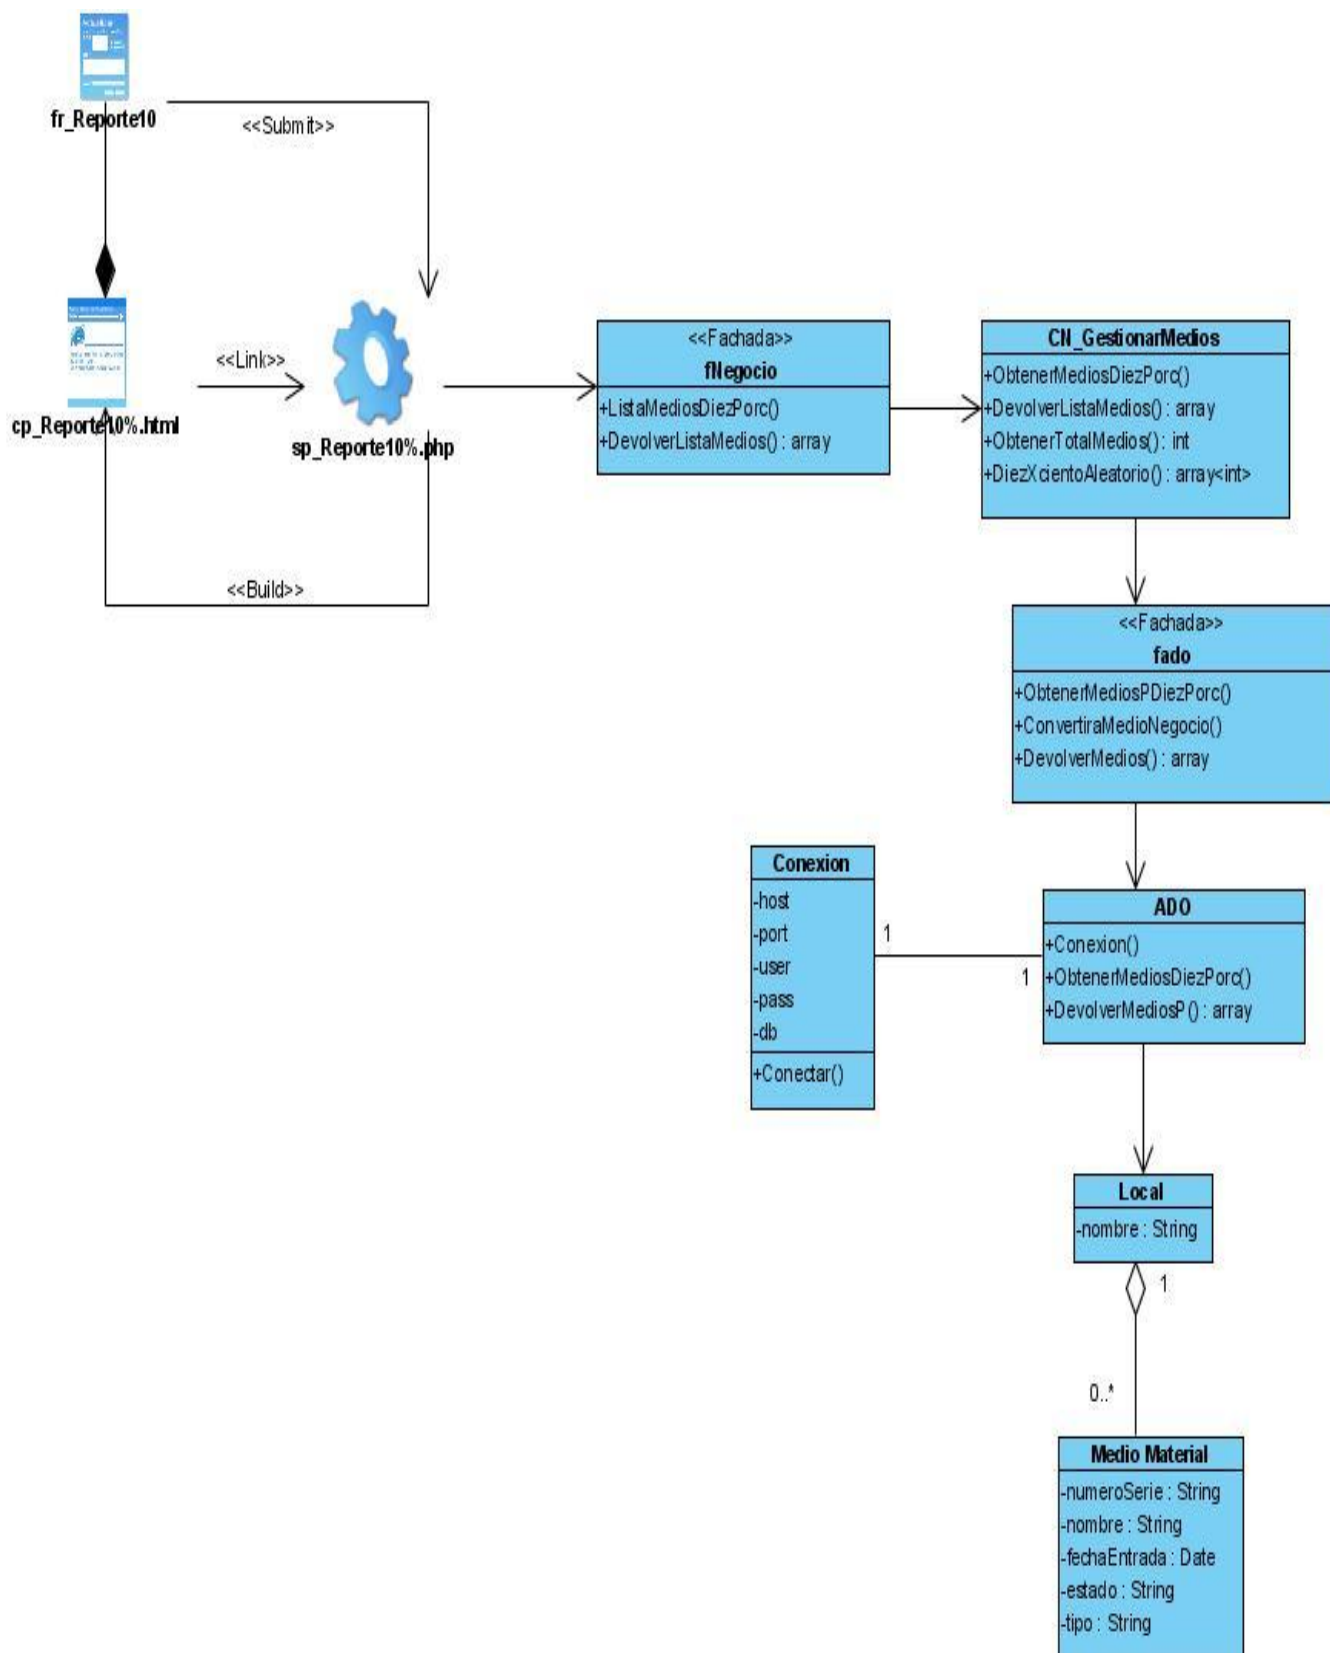 fr_Reporte10
<<Submit>>
<<Link>>
cp_Reporte10%.html
sp_Reporte10%.php
<<Build>>
<<Fachada>>
fNegocio
+ListaMediosDiezPorc()
+DevolverListaMedios() : array
CN_GestionarMedios
+ObtenerMediosDiezPorc()
+DevolverListaMedios() : array
+ObtenerTotalMedios() : int
+DiezXcientoAleatorio() : array<int>
<<Fachada>>
fado
+ObtenerMediosPDiezPorc()
+ConvertiraMedioNegocio()
+DevolverMedios() : array
Conexion
-host
-port
-user
-pass
-db
+Conectar()
1
1
ADO
+Conexion()
+ObtenerMediosDiezPorc()
+DevolverMediosP() : array
Local
-nombre : String
1
0..*
Medio Material
-numeroSerie : String
-nombre : String
-fechaEntrada : Date
-estado : String
-tipo : String